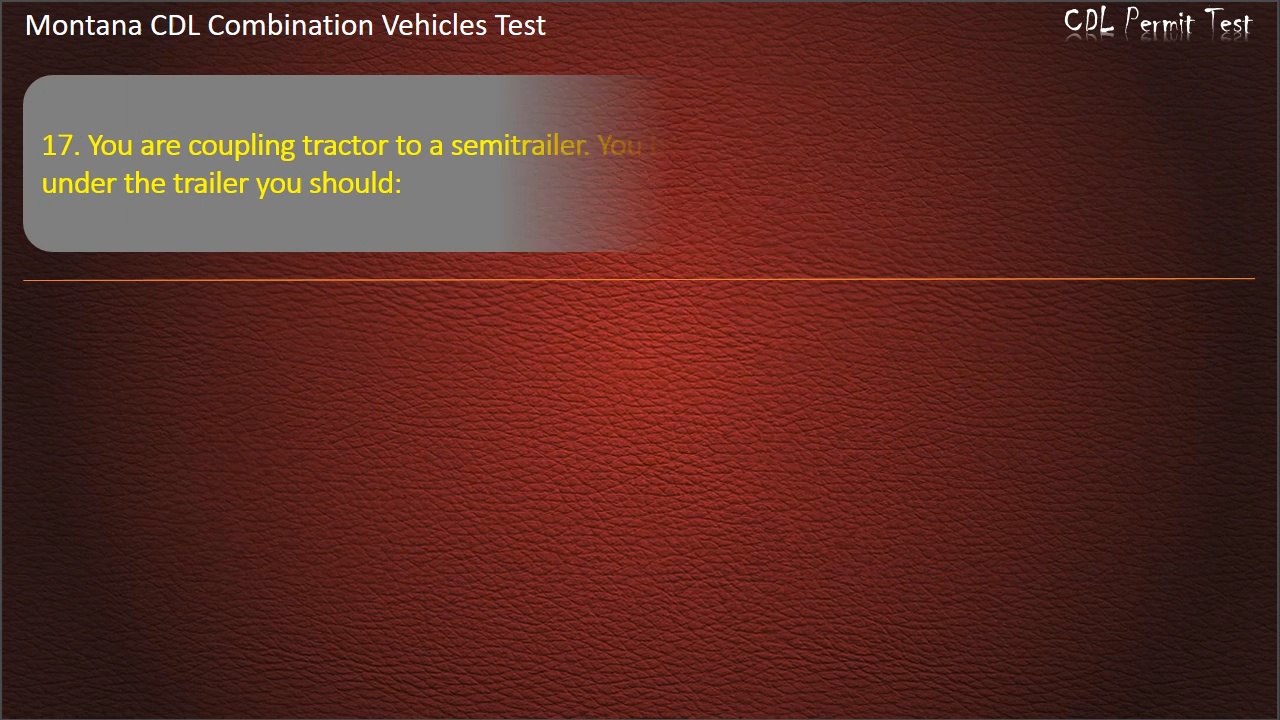 Montana CDL Combination Vehicles Test
CDL Permit Test
17. You are coupling tractor to a semitrailer. You
under the trailer you should: